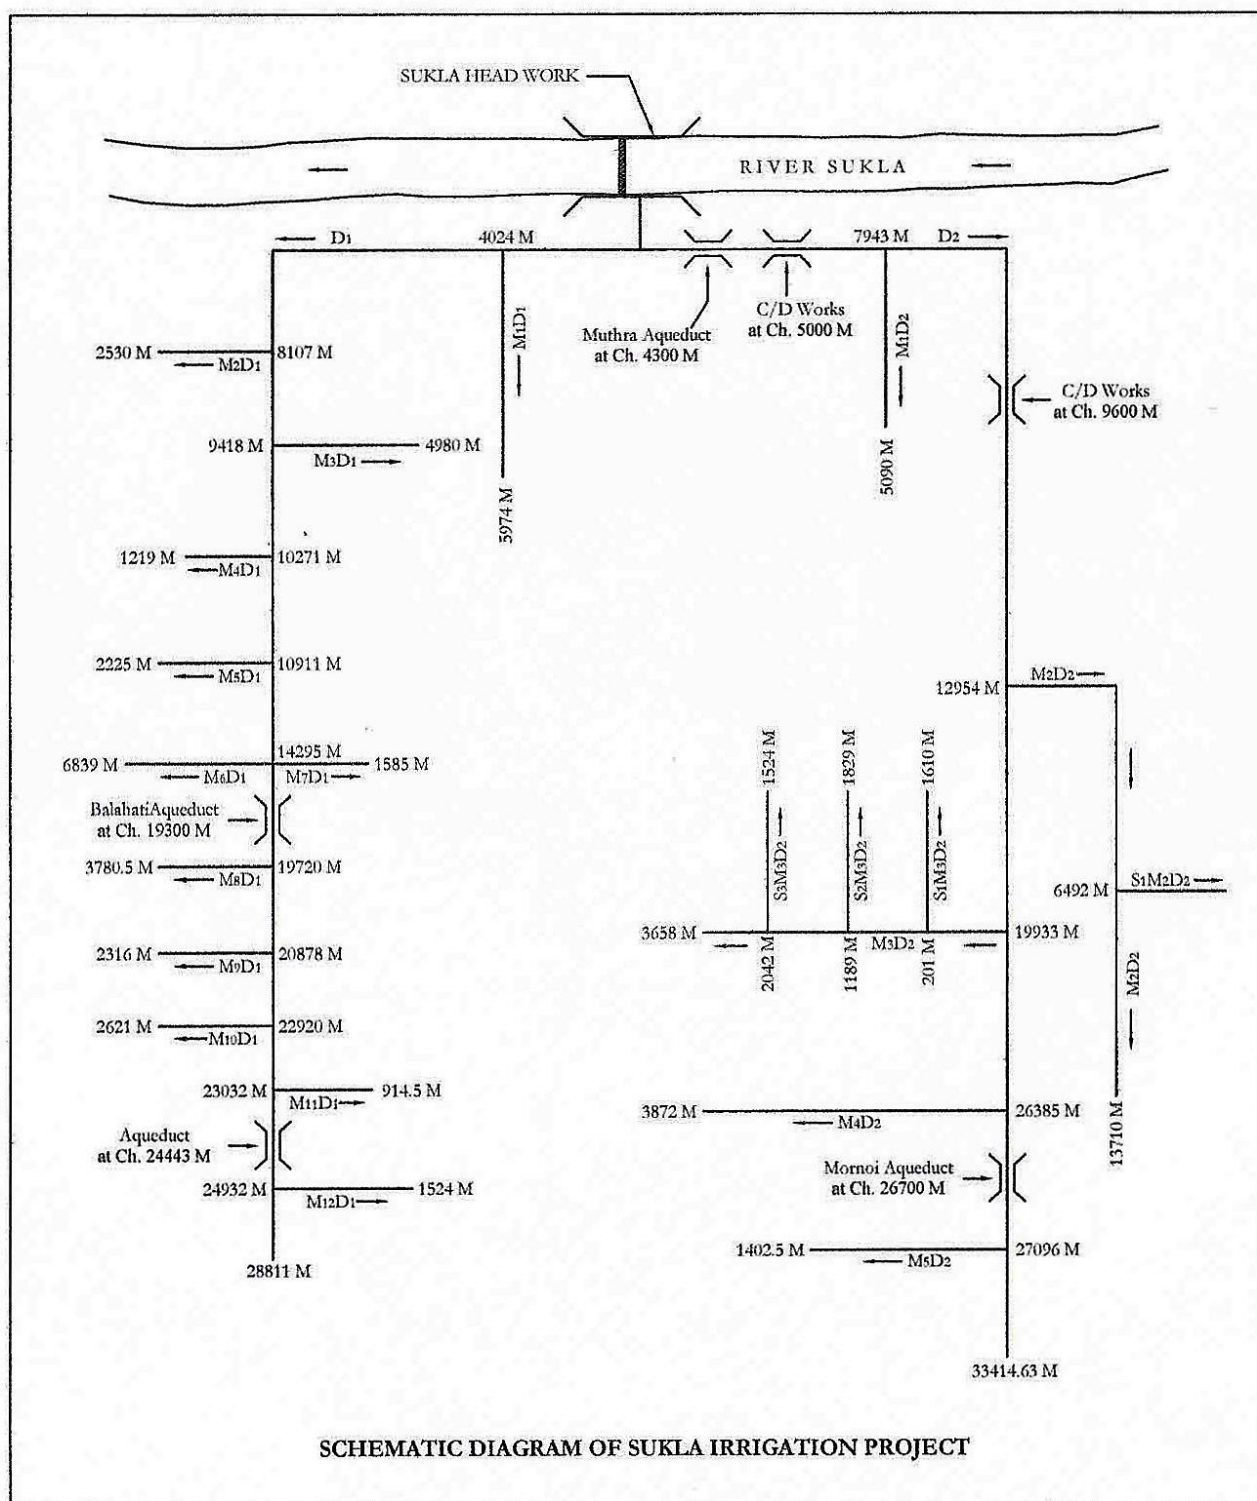 SUKLA HEAD WORK
RIVER SUKLA
D1
4024 M
7943 M
D2
M1D1
5974 M
Muthra Aqueduct
at Ch. 4300 M
C/D Works
at Ch. 5000 M
M1D2
5090 M
C/D Works
at Ch. 9600 M
2530 M
M2D1
8107 M
9418 M
M3D1
4980 M
1219 M
M4D1
10271 M
2225 M
M5D1
10911 M
6839 M
M6D1
14295 M
M7D1
1585 M
BalahatiAqueduct
at Ch. 19300 M
3780.5 M
M8D1
19720 M
2316 M
M9D1
20878 M
2621 M
M10D1
22920 M
23032 M
M11D1
914.5 M
Aqueduct
at Ch. 24443 M
24932 M
M12D1
1524 M
28811 M
12954 M
M2D2
6492 M
S1M2D2
M2D2
13710 M
1524 M
1829 M
1610 M
S3M3D2
S2M3D2
S1M3D2
3658 M
M3D2
19933 M
2042 M
1189 M
201 M
3872 M
M4D2
26385 M
Mornoi Aqueduct
at Ch. 26700 M
1402.5 M
M5D2
27096 M
33414.63 M
SCHEMATIC DIAGRAM OF SUKLA IRRIGATION PROJECT